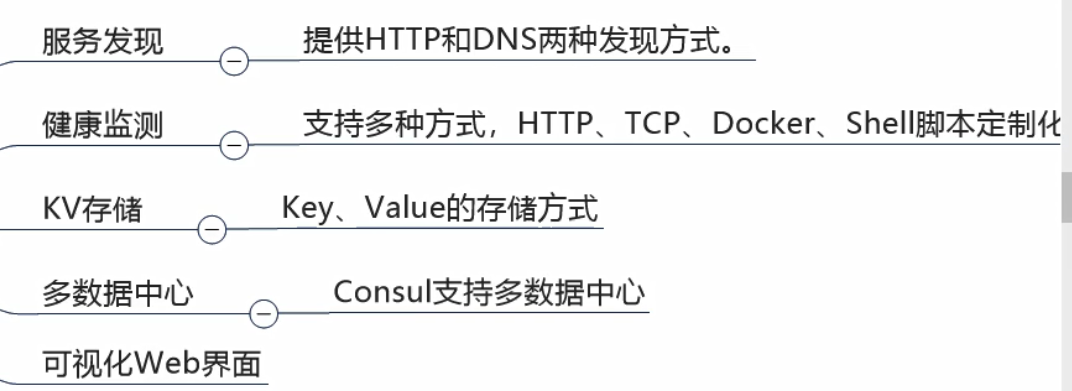 服务发现
提供HTTP和DNS两种发现方式。
健康监测
支持多种方式，HTTP、TCP、Docker、Shell脚本定制化
KV存储
Key、Value的存储方式
多数据中心
Consul支持多数据中心
可视化Web界面